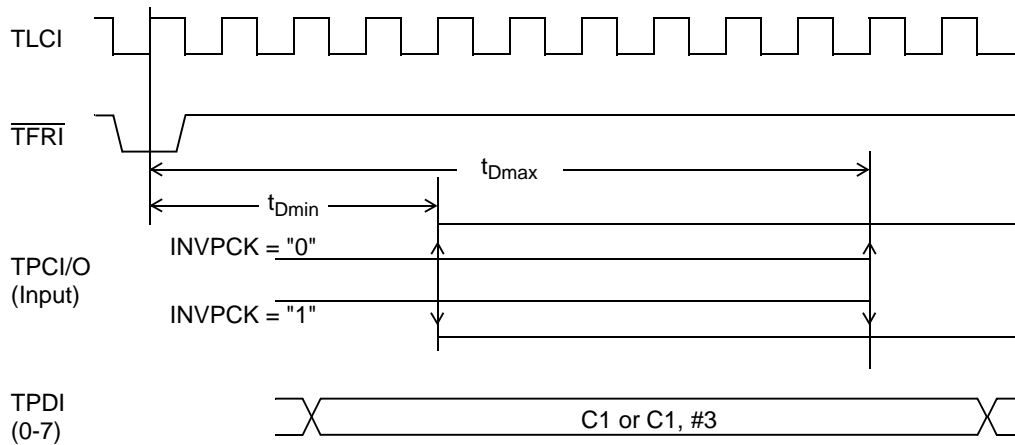 TLCI
TFRI
tDmax
tDmin
INVPCK = "0"
TPCI/O
(Input)
INVPCK = "1"
TPDI
(0-7)
C1 or C1, #3